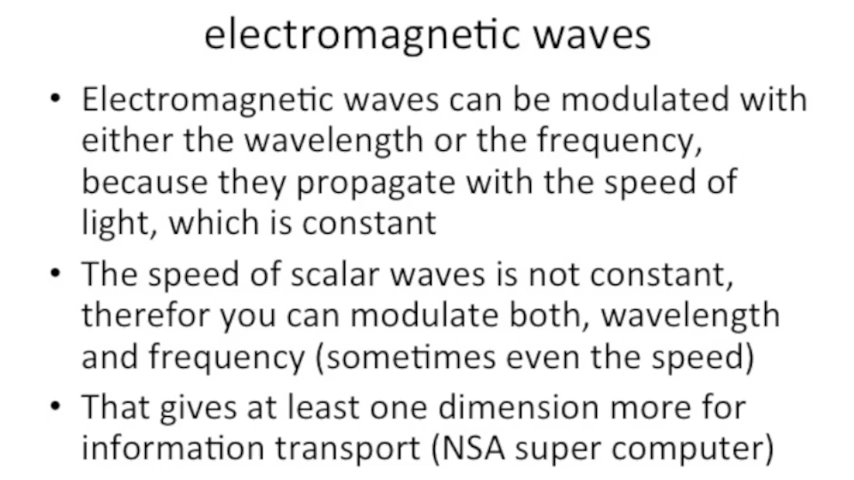 electromagnetic waves
• Electromagnetic waves can be modulated with
either the wavelength or the frequency,
because they propagate with the speed of
light, which is constant
• The speed of scalar waves is not constant,
therefor you can modulate both, wavelength
and frequency (sometimes even the speed)
• That gives at least one dimension more for
information transport (NSA super computer)